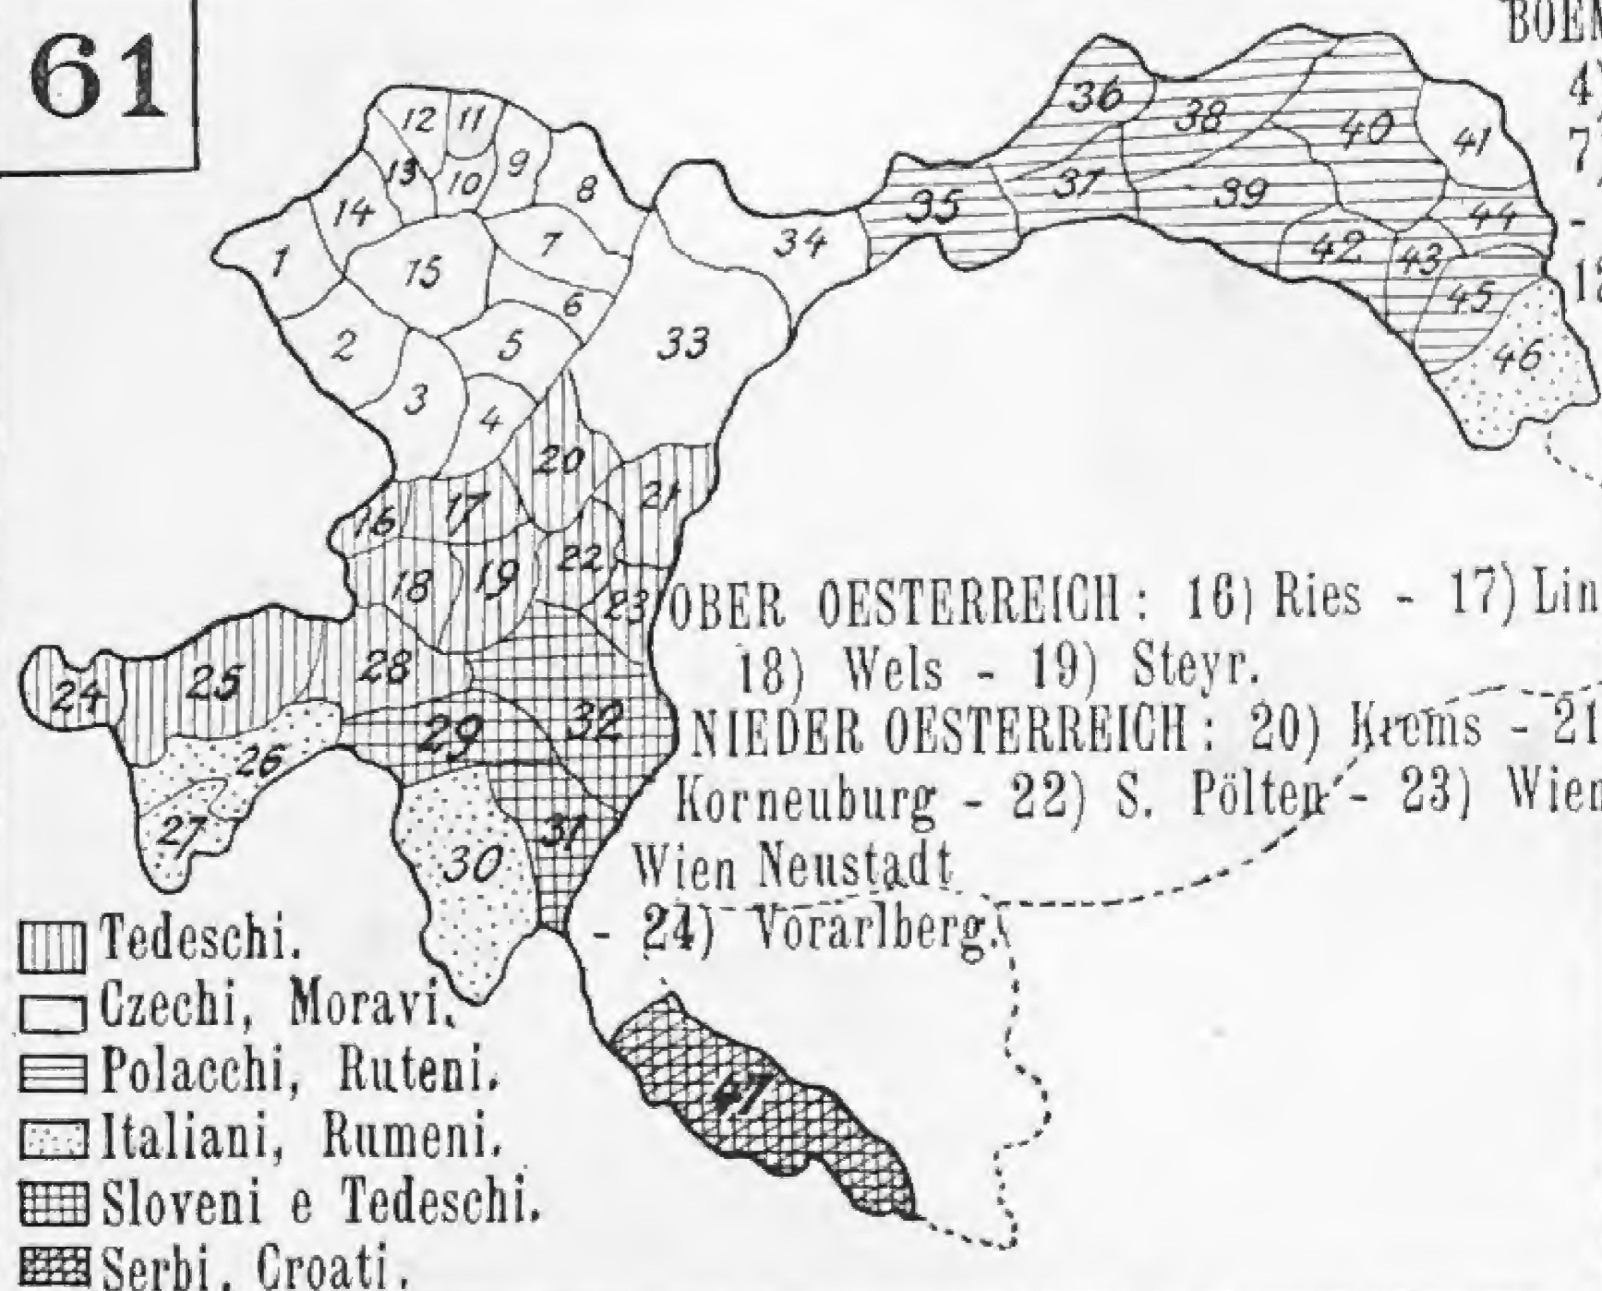 61
BOEM
4)
7)
-
12
12 11
13 10 9 8
14
1 15 7
6
2 5 33 34
3 4
35 36 37 38 39 40 41
42 43 44 45 46
20
16 17 21
18 19 22 23
24 25 28
26 29 32
27 30 31
47
OBER OESTERREICH: 16) Ries - 17) Lin
18) Wels - 19) Steyr.
NIEDER OESTERREICH: 20) Krems - 21
Korneuburg - 22) S. Pölten - 23) Wien
Wien Neustadt
- 24) Vorarlberg.
Tedeschi.
Czechi, Moravi.
Polacchi, Ruteni.
Italiani, Rumeni.
Sloveni e Tedeschi.
Serbi, Croati.